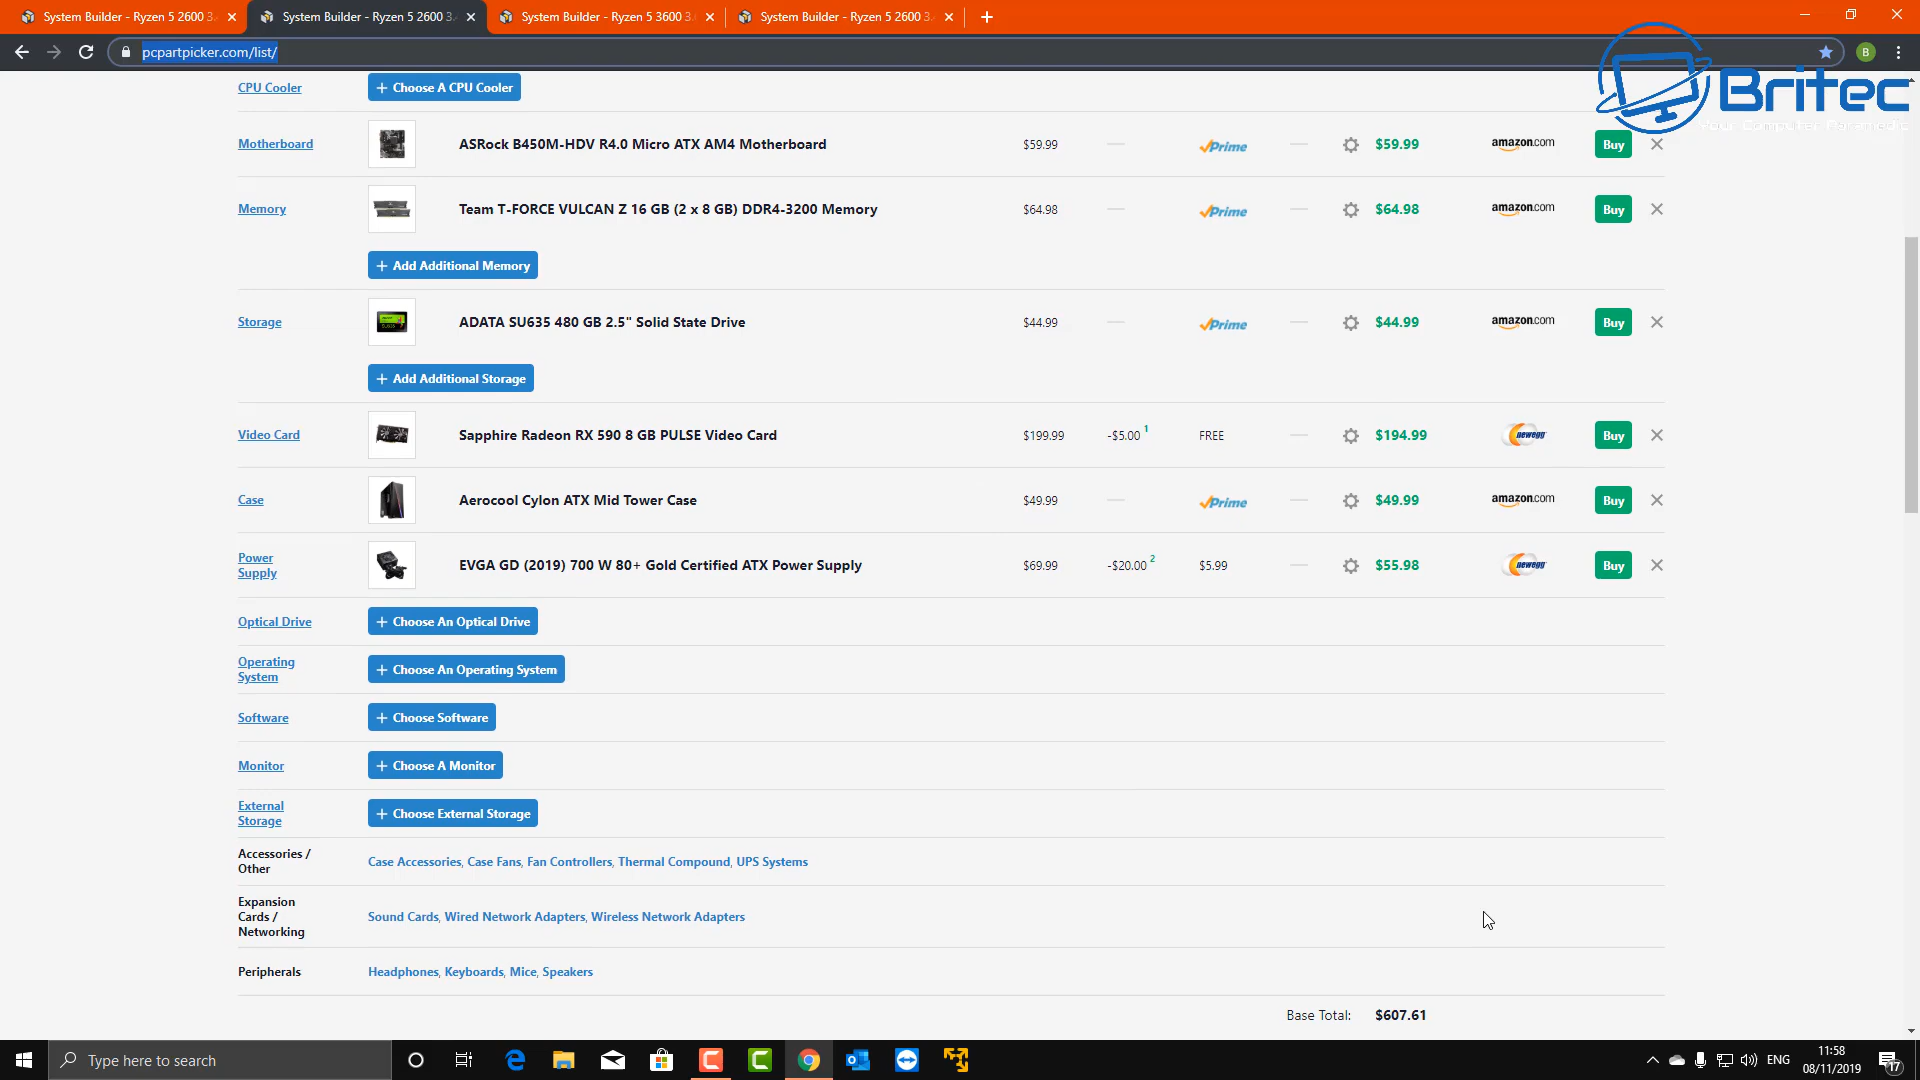 System Builder - Ryzen 5 2600 3.
System Builder - Ryzen 5 2600 3.
System Builder - Ryzen 5 3600 3.
System Builder - Ryzen 5 2600 3.
pcpartpicker.com/list/
B
Britec
Your Computer Paramedic
CPU Cooler
+ Choose A CPU Cooler
Motherboard
ASRock B450M-HDV R4.0 Micro ATX AM4 Motherboard
$59.99
Prime
$59.99
amazon.com
Buy
Memory
Team T-FORCE VULCAN Z 16 GB (2 x 8 GB) DDR4-3200 Memory
$64.98
Prime
$64.98
amazon.com
Buy
+ Add Additional Memory
Storage
ADATA SU635 480 GB 2.5" Solid State Drive
$44.99
Prime
$44.99
amazon.com
Buy
+ Add Additional Storage
Video Card
Sapphire Radeon RX 590 8 GB PULSE Video Card
$199.99
-$5.00 1
FREE
$194.99
newegg
Buy
Case
Aerocool Cylon ATX Mid Tower Case
$49.99
Prime
$49.99
amazon.com
Buy
Power
Supply
EVGA GD (2019) 700 W 80+ Gold Certified ATX Power Supply
$69.99
-$20.00 2
$5.99
$55.98
newegg
Buy
Optical Drive
+ Choose An Optical Drive
Operating
System
+ Choose An Operating System
Software
+ Choose Software
Monitor
+ Choose A Monitor
External
Storage
+ Choose External Storage
Accessories /
Other
Case Accessories, Case Fans, Fan Controllers, Thermal Compound, UPS Systems
Expansion
Cards /
Networking
Sound Cards, Wired Network Adapters, Wireless Network Adapters
Peripherals
Headphones, Keyboards, Mice, Speakers
Base Total: $607.61
Type here to search
ENG
11:58
08/11/2019
17